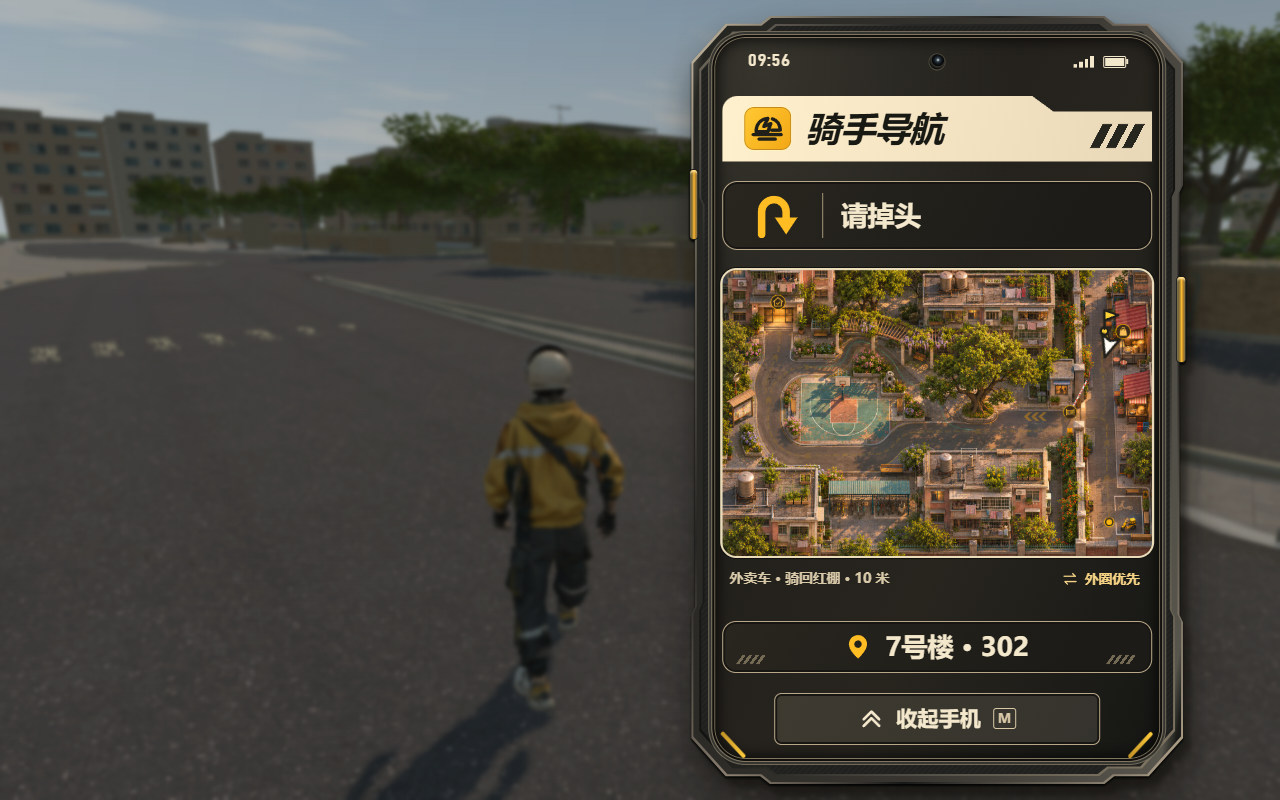 09:56
骑手导航
请掉头
外卖车 • 骑回红棚 • 10 米
⇌ 外圈优先
7号楼 • 302
收起手机 M